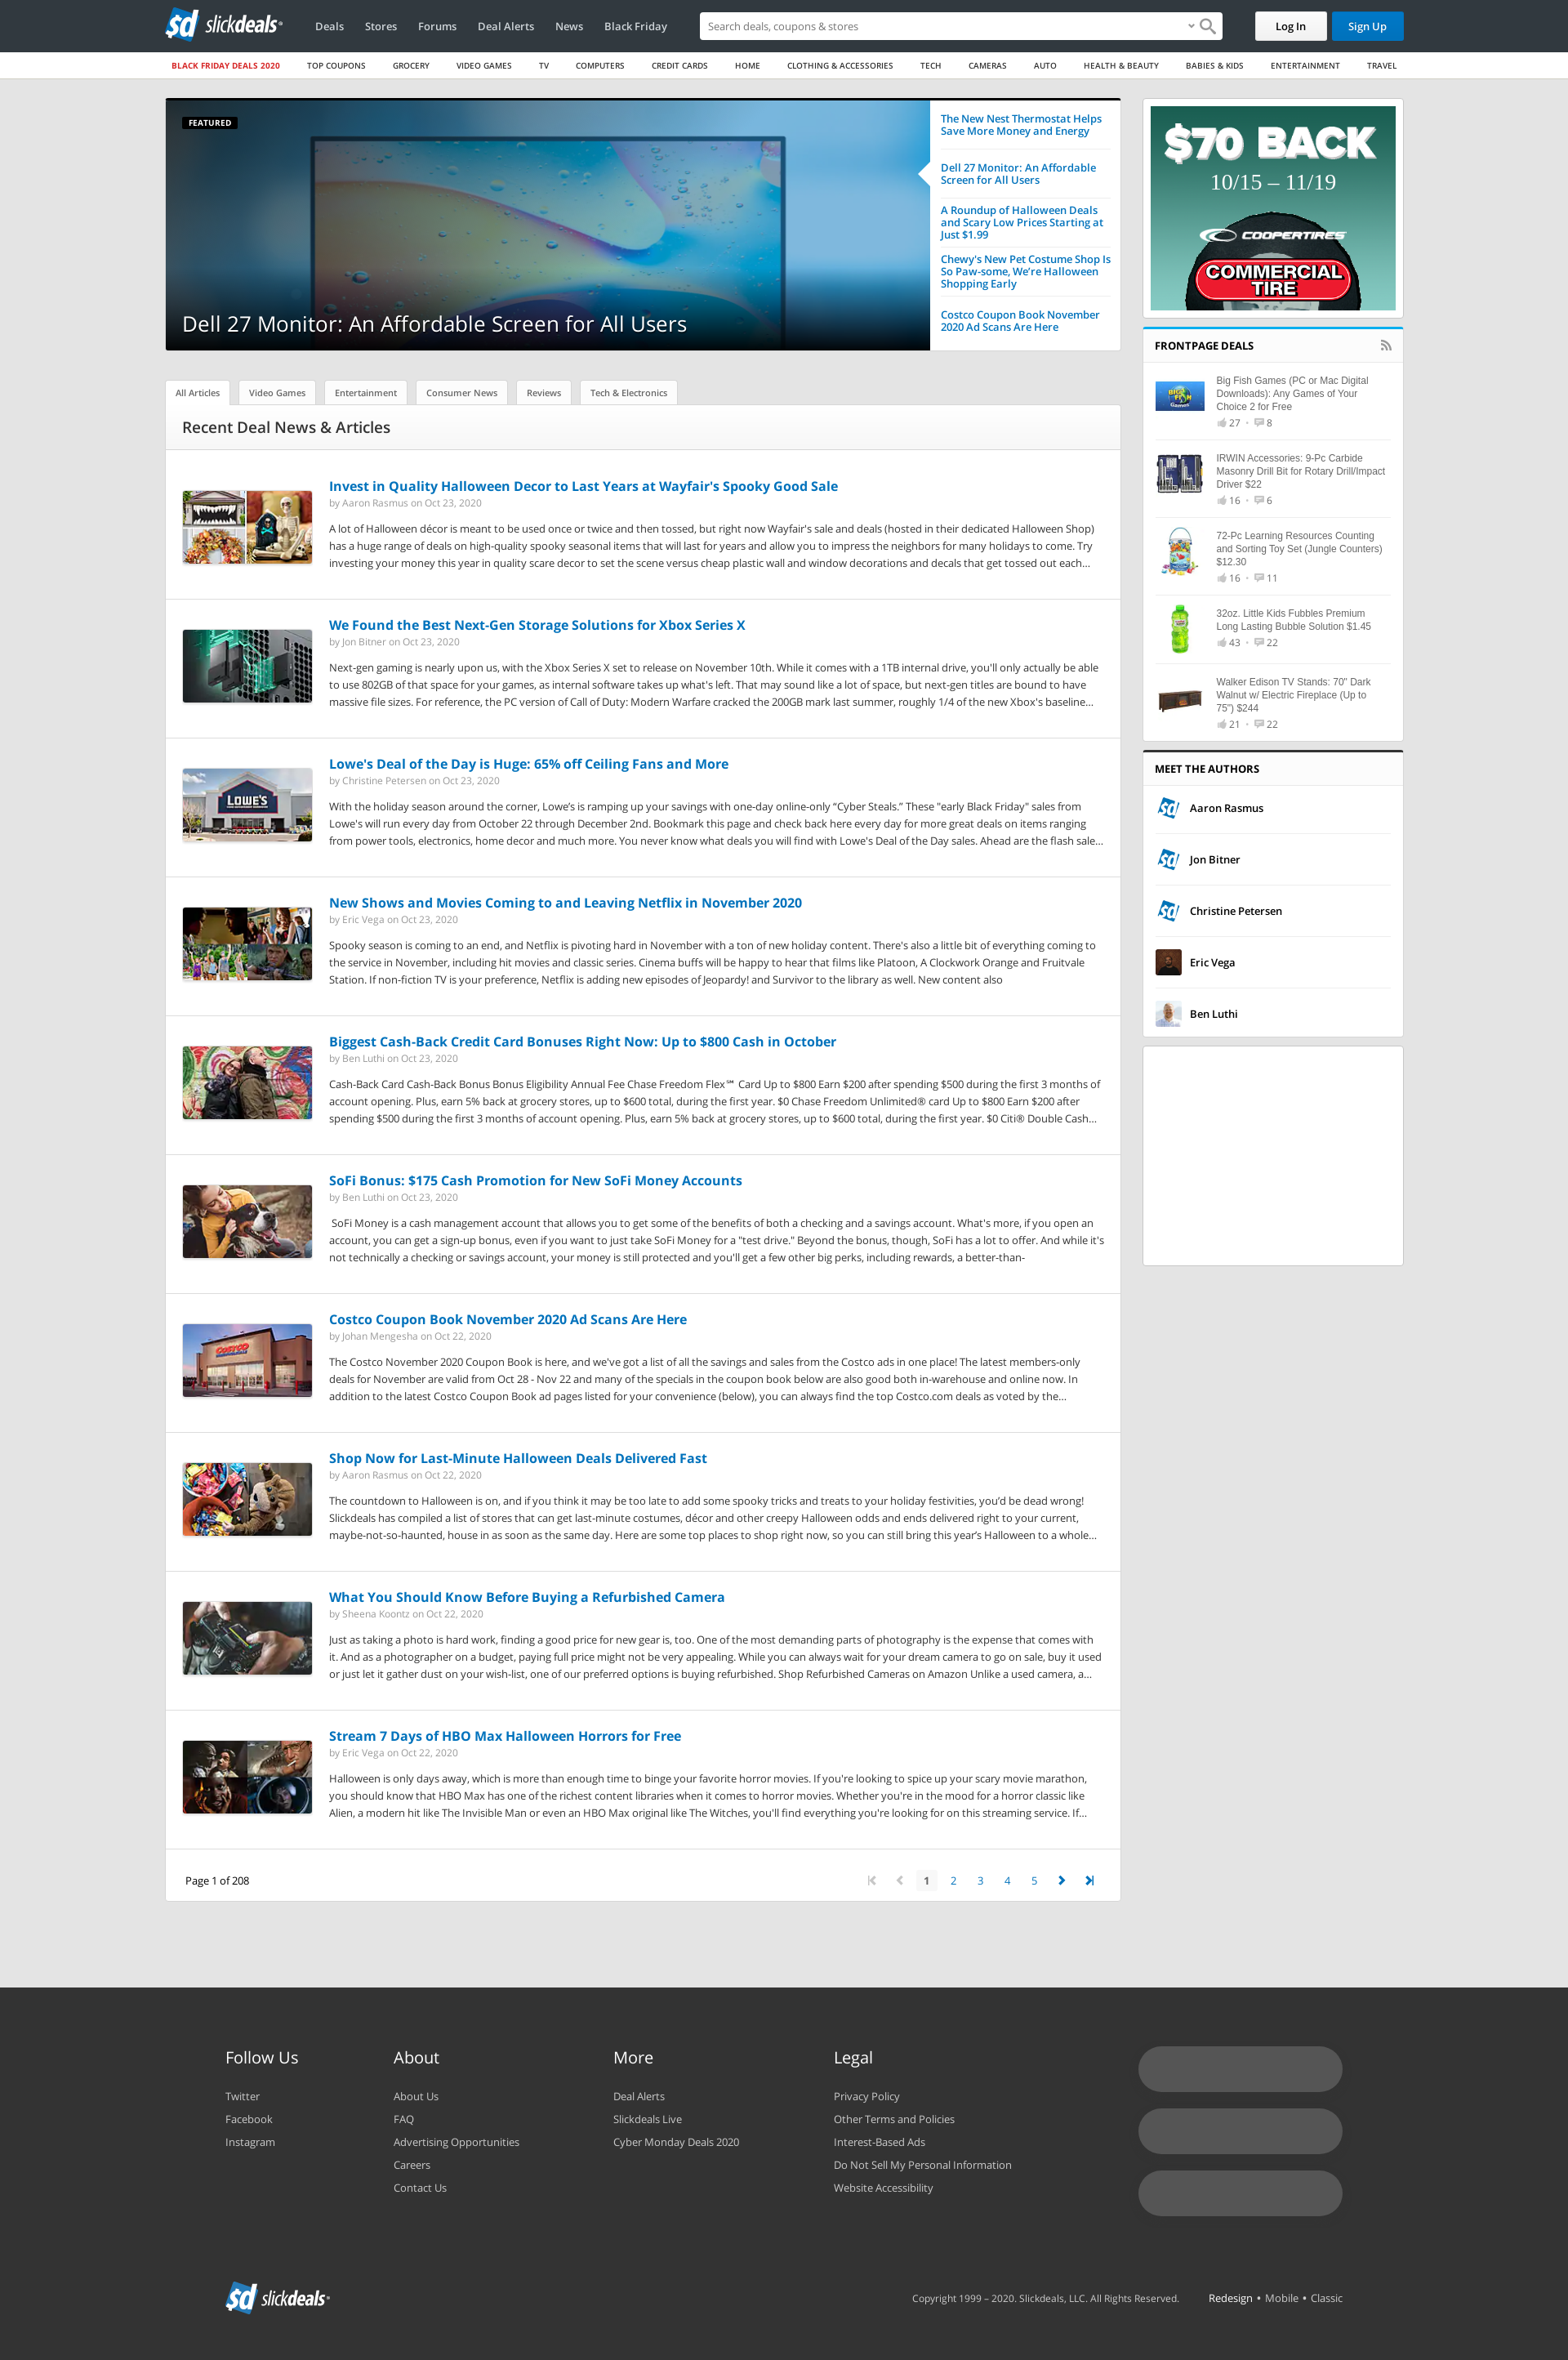 sd slickdeals
Deals Stores Forums Deal Alerts News Black Friday
Search deals, coupons & stores
Log In
Sign Up
BLACK FRIDAY DEALS 2020 TOP COUPONS GROCERY VIDEO GAMES TV COMPUTERS CREDIT CARDS HOME CLOTHING & ACCESSORIES TECH CAMERAS AUTO HEALTH & BEAUTY BABIES & KIDS ENTERTAINMENT TRAVEL
FEATURED
Dell 27 Monitor: An Affordable Screen for All Users
The New Nest Thermostat Helps
Save More Money and Energy
Dell 27 Monitor: An Affordable
Screen for All Users
A Roundup of Halloween Deals
and Scary Low Prices Starting at
Just $1.99
Chewy's New Pet Costume Shop Is
So Paw-some, We’re Halloween
Shopping Early
Costco Coupon Book November
2020 Ad Scans Are Here
All Articles
Video Games
Entertainment
Consumer News
Reviews
Tech & Electronics
Recent Deal News & Articles
Invest in Quality Halloween Decor to Last Years at Wayfair's Spooky Good Sale
by Aaron Rasmus on Oct 23, 2020
A lot of Halloween décor is meant to be used once or twice and then tossed, but right now Wayfair's sale and deals (hosted in their dedicated Halloween Shop)
has a huge range of deals on high-quality spooky seasonal items that will last for years and allow you to impress the neighbors for many holidays to come. Try
investing your money this year in quality scare decor to set the scene versus cheap plastic wall and window decorations and decals that get tossed out each...
We Found the Best Next-Gen Storage Solutions for Xbox Series X
by Jon Bitner on Oct 23, 2020
Next-gen gaming is nearly upon us, with the Xbox Series X set to release on November 10th. While it comes with a 1TB internal drive, you'll only actually be able
to use 802GB of that space for your games, as internal software takes up what's left. That may sound like a lot of space, but next-gen titles are bound to have
massive file sizes. For reference, the PC version of Call of Duty: Modern Warfare cracked the 200GB mark last summer, roughly 1/4 of the new Xbox's baseline...
Lowe's Deal of the Day is Huge: 65% off Ceiling Fans and More
by Christine Petersen on Oct 23, 2020
LOWE'S
With the holiday season around the corner, Lowe’s is ramping up your savings with one-day online-only “Cyber Steals.” These "early Black Friday" sales from
Lowe's will run every day from October 22 through December 2nd. Bookmark this page and check back here every day for more great deals on items ranging
from power tools, electronics, home decor and much more. You never know what deals you will find with Lowe's Deal of the Day sales. Ahead are the flash sale...
New Shows and Movies Coming to and Leaving Netflix in November 2020
by Eric Vega on Oct 23, 2020
Spooky season is coming to an end, and Netflix is pivoting hard in November with a ton of new holiday content. There's also a little bit of everything coming to
the service in November, including hit movies and classic series. Cinema buffs will be happy to hear that films like Platoon, A Clockwork Orange and Fruitvale
Station. If non-fiction TV is your preference, Netflix is adding new episodes of Jeopardy! and Survivor to the library as well. New content also
Biggest Cash-Back Credit Card Bonuses Right Now: Up to $800 Cash in October
by Ben Luthi on Oct 23, 2020
Cash-Back Card Cash-Back Bonus Bonus Eligibility Annual Fee Chase Freedom Flex℠ Card Up to $800 Earn $200 after spending $500 during the first 3 months of
account opening. Plus, earn 5% back at grocery stores, up to $600 total, during the first year. $0 Chase Freedom Unlimited® card Up to $800 Earn $200 after
spending $500 during the first 3 months of account opening. Plus, earn 5% back at grocery stores, up to $600 total, during the first year. $0 Citi® Double Cash...
SoFi Bonus: $175 Cash Promotion for New SoFi Money Accounts
by Ben Luthi on Oct 23, 2020
SoFi Money is a cash management account that allows you to get some of the benefits of both a checking and a savings account. What's more, if you open an
account, you can get a sign-up bonus, even if you want to just take SoFi Money for a "test drive." Beyond the bonus, though, SoFi has a lot to offer. And while it's
not technically a checking or savings account, your money is still protected and you'll get a few other big perks, including rewards, a better-than-
Costco Coupon Book November 2020 Ad Scans Are Here
by Johan Mengesha on Oct 22, 2020
COSTCO
The Costco November 2020 Coupon Book is here, and we've got a list of all the savings and sales from the Costco ads in one place! The latest members-only
deals for November are valid from Oct 28 - Nov 22 and many of the specials in the coupon book below are also good both in-warehouse and online now. In
addition to the latest Costco Coupon Book ad pages listed for your convenience (below), you can always find the top Costco.com deals as voted by the...
Shop Now for Last-Minute Halloween Deals Delivered Fast
by Aaron Rasmus on Oct 22, 2020
The countdown to Halloween is on, and if you think it may be too late to add some spooky tricks and treats to your holiday festivities, you’d be dead wrong!
Slickdeals has compiled a list of stores that can get last-minute costumes, décor and other creepy Halloween odds and ends delivered right to your current,
maybe-not-so-haunted, house in as soon as the same day. Here are some top places to shop right now, so you can still bring this year’s Halloween to a whole...
What You Should Know Before Buying a Refurbished Camera
by Sheena Koontz on Oct 22, 2020
Just as taking a photo is hard work, finding a good price for new gear is, too. One of the most demanding parts of photography is the expense that comes with
it. And as a photographer on a budget, paying full price might not be very appealing. While you can always wait for your dream camera to go on sale, buy it used
or just let it gather dust on your wish-list, one of our preferred options is buying refurbished. Shop Refurbished Cameras on Amazon Unlike a used camera, a...
Stream 7 Days of HBO Max Halloween Horrors for Free
by Eric Vega on Oct 22, 2020
Halloween is only days away, which is more than enough time to binge your favorite horror movies. If you're looking to spice up your scary movie marathon,
you should know that HBO Max has one of the richest content libraries when it comes to horror movies. Whether you're in the mood for a horror classic like
Alien, a modern hit like The Invisible Man or even an HBO Max original like The Witches, you'll find everything you're looking for on this streaming service. If...
Page 1 of 208
1 2 3 4 5
$70 BACK
10/15 – 11/19
COOPERTIRES
COMMERCIAL
TIRE
FRONTPAGE DEALS
Big Fish Games (PC or Mac Digital
Downloads): Any Games of Your
Choice 2 for Free
27 • 8
IRWIN Accessories: 9-Pc Carbide
Masonry Drill Bit for Rotary Drill/Impact
Driver $22
16 • 6
72-Pc Learning Resources Counting
and Sorting Toy Set (Jungle Counters)
$12.30
16 • 11
32oz. Little Kids Fubbles Premium
Long Lasting Bubble Solution $1.45
43 • 22
Walker Edison TV Stands: 70" Dark
Walnut w/ Electric Fireplace (Up to
75") $244
21 • 22
MEET THE AUTHORS
sd Aaron Rasmus
sd Jon Bitner
sd Christine Petersen
Eric Vega
Ben Luthi
Follow Us
Twitter
Facebook
Instagram
About
About Us
FAQ
Advertising Opportunities
Careers
Contact Us
More
Deal Alerts
Slickdeals Live
Cyber Monday Deals 2020
Legal
Privacy Policy
Other Terms and Policies
Interest-Based Ads
Do Not Sell My Personal Information
Website Accessibility
sd slickdeals
Copyright 1999 – 2020. Slickdeals, LLC. All Rights Reserved.
Redesign • Mobile • Classic